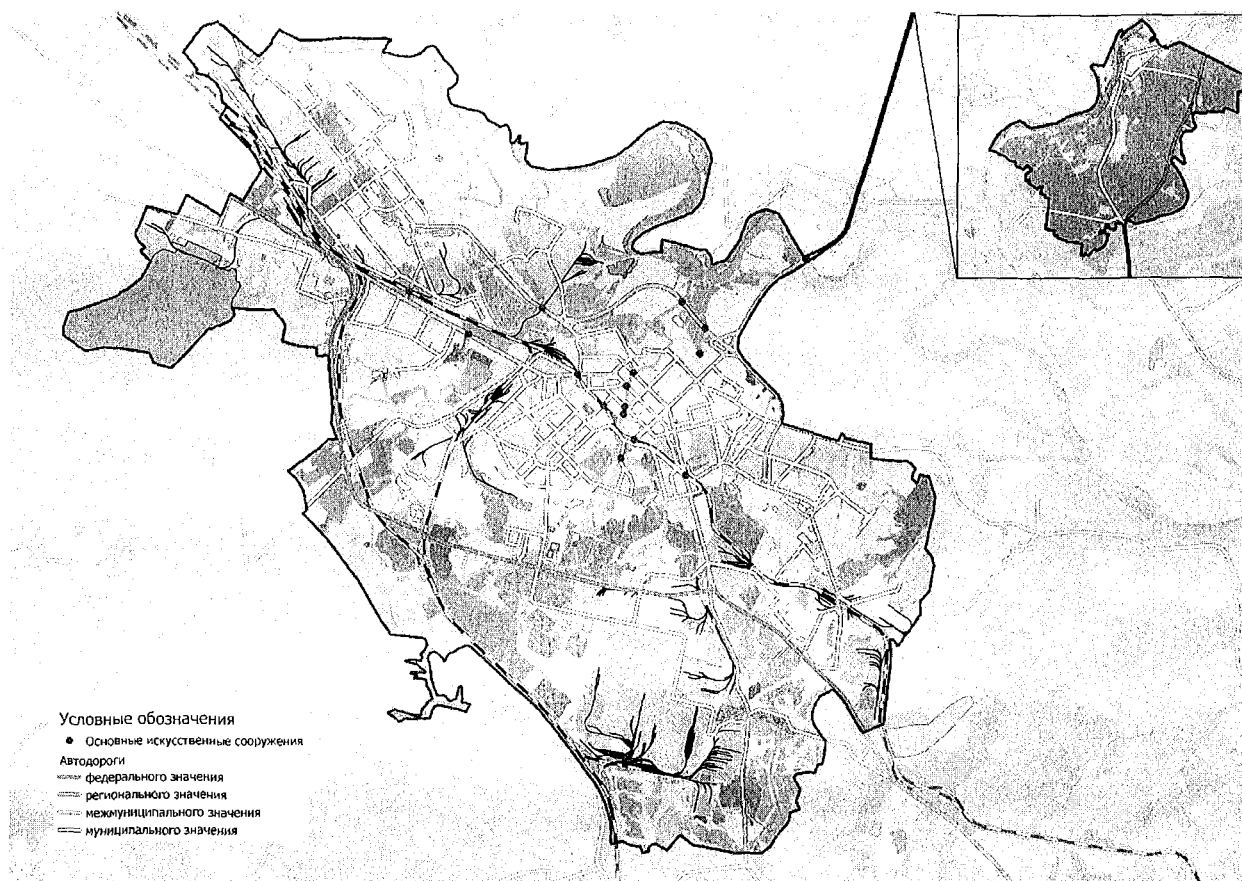 Условные обозначения
Основные искусственные сооружения
Автодороги
федерального значения
регионального значения
межмуниципального значения
муниципального значения